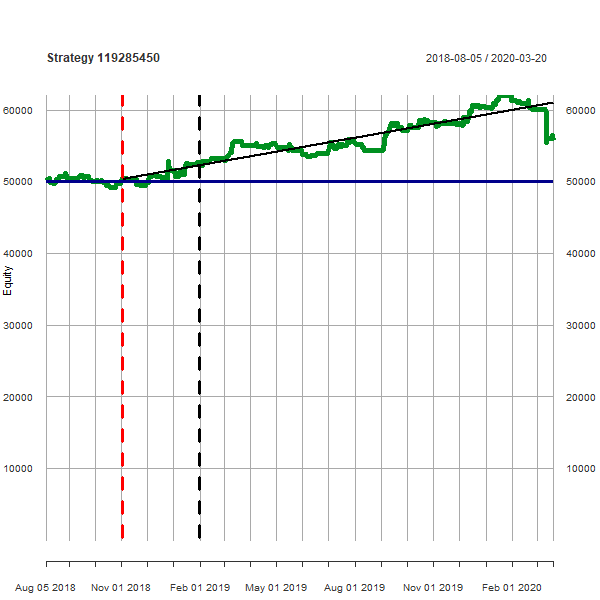 Strategy 119285450
2018-08-05 / 2020-03-20
60000
60000
50000
50000
40000
40000
30000
30000
20000
20000
10000
10000
Equity
Aug 05 2018
Nov 01 2018
Feb 01 2019
May 01 2019
Aug 01 2019
Nov 01 2019
Feb 01 2020